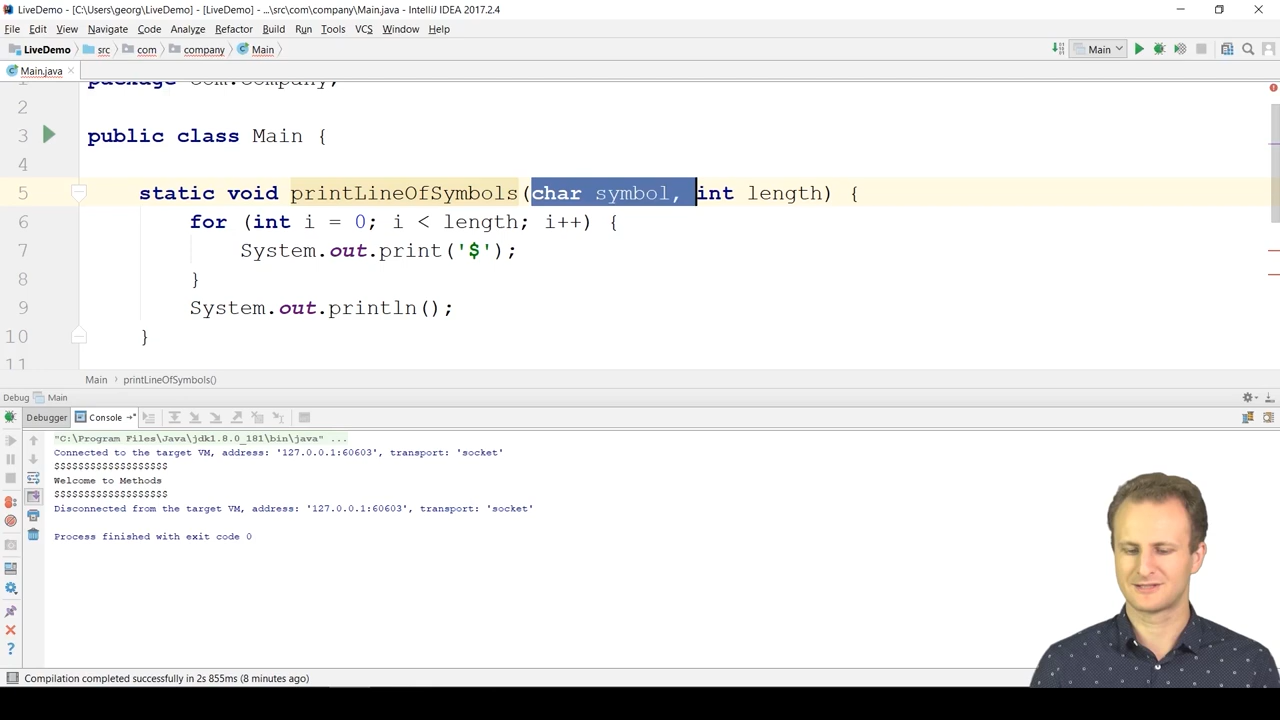 LiveDemo - [C:\Users\georg\LiveDemo] - [LiveDemo] - ...\src\com\company\Main.java - IntelliJ IDEA 2017.2.4
File Edit View Navigate Code Analyze Refactor Build Run Tools VCS Window Help
LiveDemo src com company Main Main
Main.java
1 package com.company;
2
3 public class Main {
4
5 static void printLineOfSymbols(char symbol, int length) {
6 for (int i = 0; i < length; i++) {
7 System.out.print('$');
8 }
9 System.out.println();
10 }
11
Main printLineOfSymbols()
Debug Main
Debugger Console
"C:\Program Files\Java\jdk1.8.0_181\bin\java" ...
Connected to the target VM, address: '127.0.0.1:60603', transport: 'socket'
$$$$$$$$$$$$$$$$$$$
Welcome to Methods
$$$$$$$$$$$$$$$$$$$
Disconnected from the target VM, address: '127.0.0.1:60603', transport: 'socket'
Process finished with exit code 0
Compilation completed successfully in 2s 855ms (8 minutes ago)